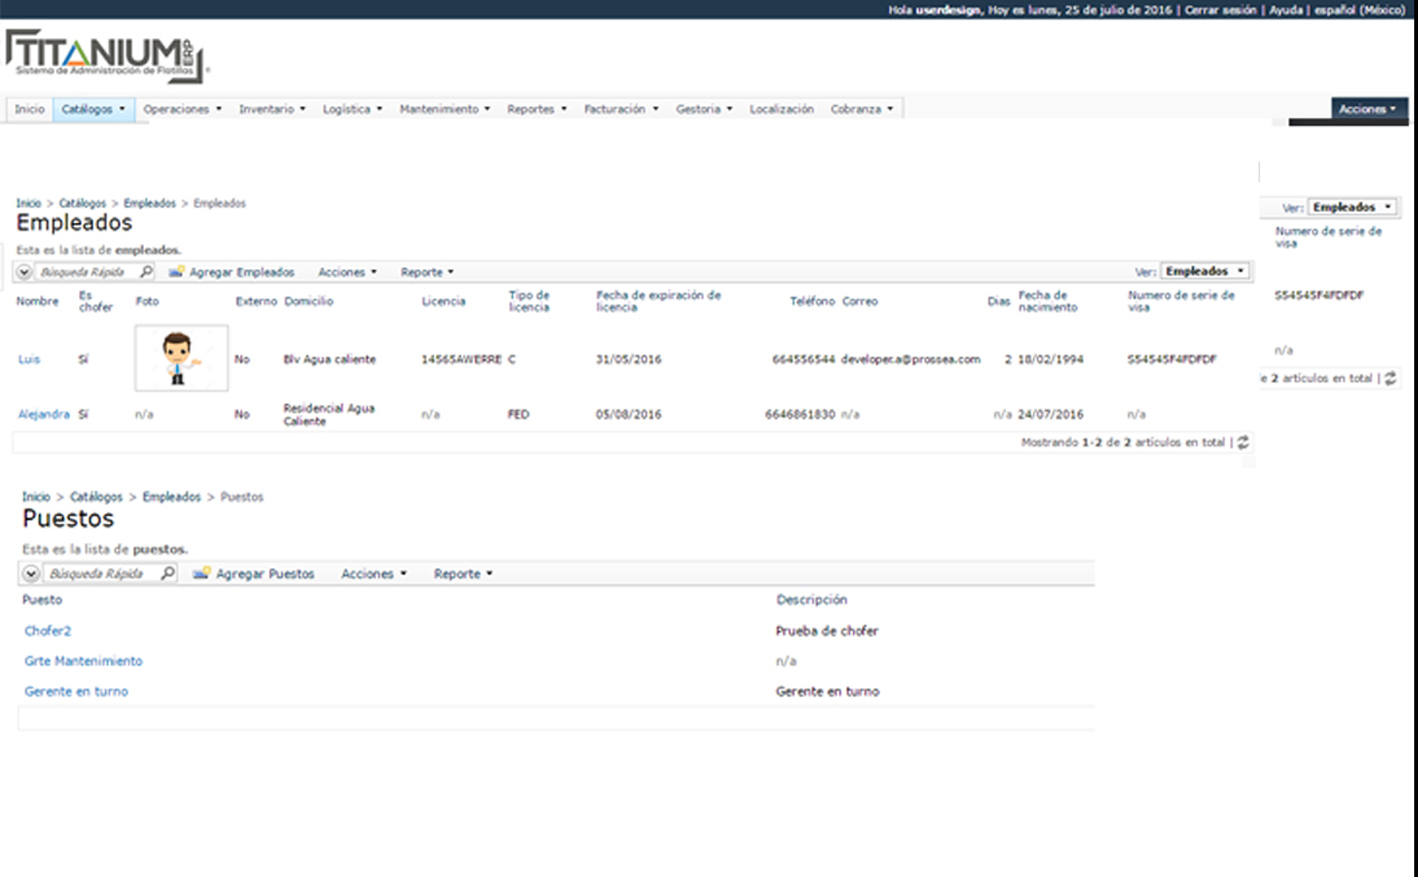 Hola userdesign, Hoy es lunes, 25 de julio de 2016 | Cerrar sesión | Ayuda | español (México)
TITANIUM ERP
Sistema de Administración de Flotillas
Inicio Catálogos Operaciones Inventario Logística Mantenimiento Reportes Facturación Gestoria Localización Cobranza Acciones
Inicio > Catálogos > Empleados > Empleados
Ver: Empleados
Empleados
Numero de serie de
visa
Esta es la lista de empleados.
Búsqueda Rápida Agregar Empleados Acciones Reporte Ver: Empleados
Nombre Es chofer Foto Externo Domicilio Licencia Tipo de licencia Fecha de expiración de licencia Teléfono Correo Dias Fecha de nacimiento Numero de serie de visa
S54545F4FDFDF
Luis Sí No Blv Agua caliente 14565AWERRE C 31/05/2016 664556544 developer.a@prossea.com 2 18/02/1994 S54545F4FDFDF
n/a
e 2 artículos en total |
Alejandra Sí n/a No Residencial Agua Caliente n/a FED 05/08/2016 6646861830 n/a n/a 24/07/2016 n/a
Mostrando 1-2 de 2 artículos en total |
Inicio > Catálogos > Empleados > Puestos
Puestos
Esta es la lista de puestos.
Búsqueda Rápida Agregar Puestos Acciones Reporte
Puesto Descripción
Chofer2 Prueba de chofer
Grte Mantenimiento n/a
Gerente en turno Gerente en turno